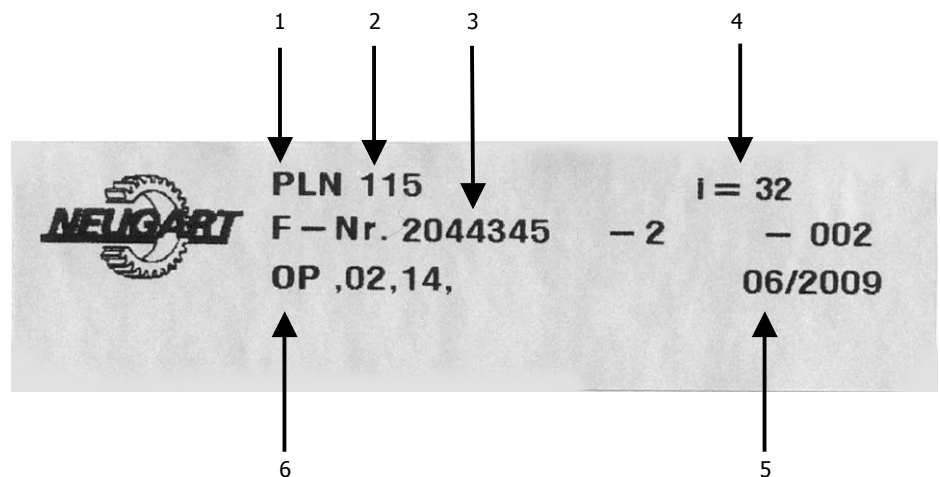 1 2 3 4
PLN 115 i = 32
NEUGART F – Nr. 2044345 – 2 – 002
OP ,02,14, 06/2009
6 5